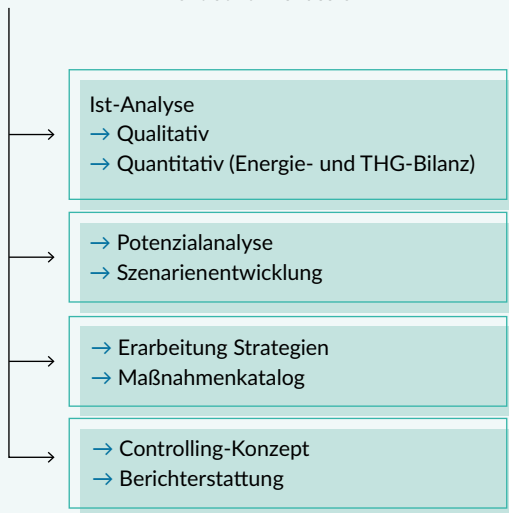 Ist-Analyse
→ Qualitativ
→ Quantitativ (Energie- und THG-Bilanz)
→ Potenzialanalyse
→ Szenarienentwicklung
→ Erarbeitung Strategien
→ Maßnahmenkatalog
→ Controlling-Konzept
→ Berichterstattung